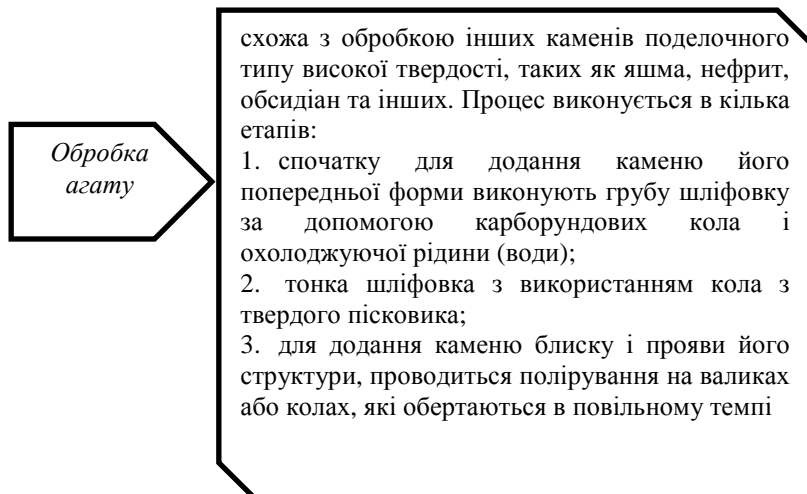 Обробка
агату
схожа з обробкою інших каменів поделочного
типу високої твердості, таких як яшма, нефрит,
обсидіан та інших. Процес виконується в кілька
етапів:
1. спочатку для додання каменю його
попередньої форми виконують грубу шліфовку
за допомогою карборундових кола і
охолоджуючої рідини (води);
2. тонка шліфовка з використанням кола з
твердого пісковика;
3. для додання каменю блиску і прояви його
структури, проводиться полірування на валиках
або колах, які обертаються в повільному темпі